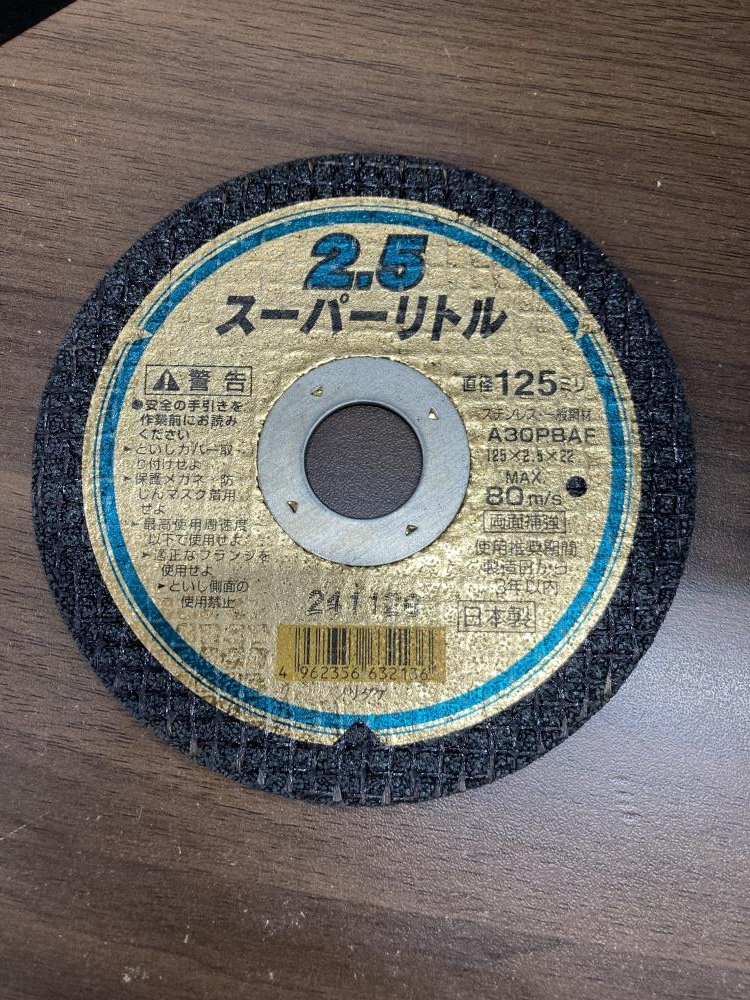 2.5
スーパーリトル
警告
●安全の手引きを
作業前にお読み
ください
►といしカバー取
り付けせよ
►保護メガネ・防
じんマスク着用
せよ
►最高使用周速度
以下で使用せよ
►適正なフランジを
使用せよ
►といし側面の
使用禁止
直径125ミリ
ステンレス・一般鋼材
A30PBAF
125×2.5×22
MAX.
80m/s
両面補強
使用推奨期間
製造日から
3年以内
日本製
4 962356 632136
ノリタケ